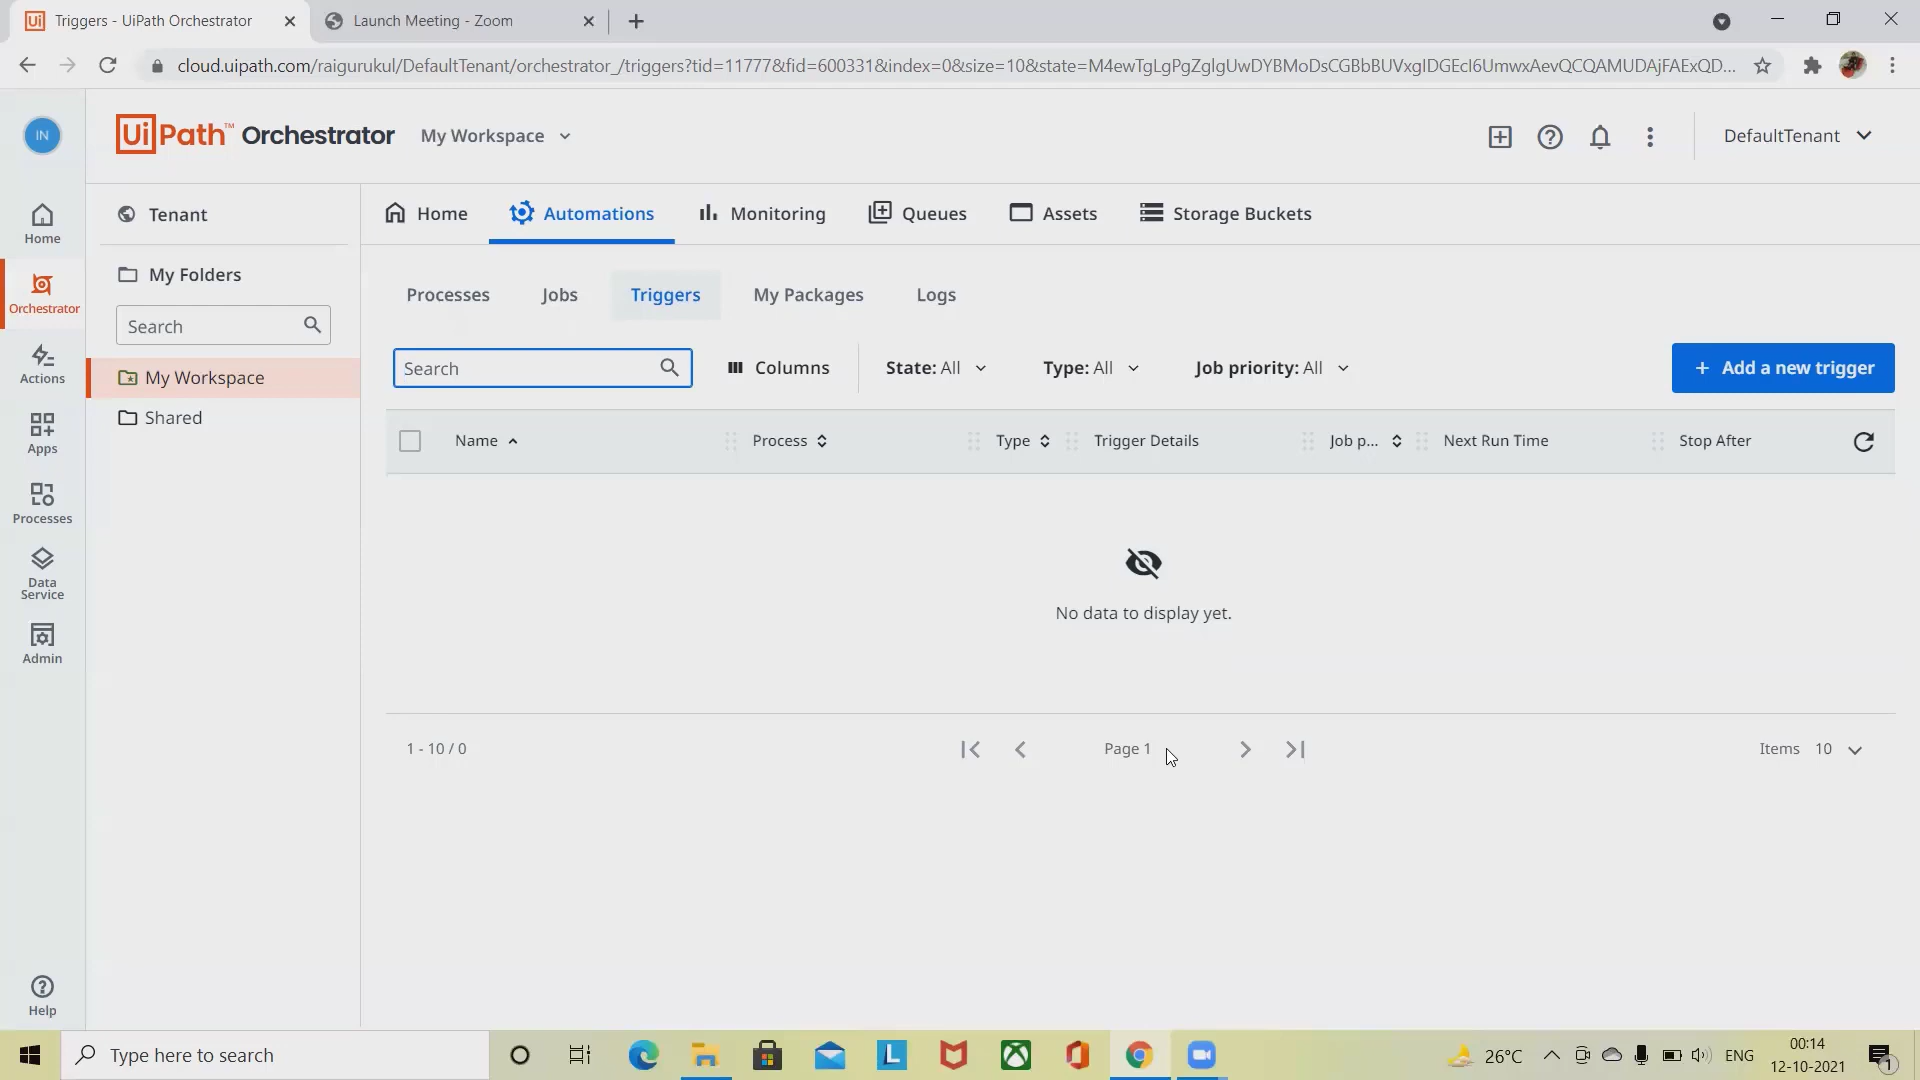 Triggers - UiPath Orchestrator
Launch Meeting - Zoom
cloud.uipath.com/raigurukul/DefaultTenant/orchestrator_/triggers?tid=11777&fid=600331&index=0&size=10&state=
IN
UiPath™ Orchestrator
My Workspace
DefaultTenant
Home
Orchestrator
Actions
Apps
Processes
Data
Service
Admin
Help
Tenant
My Folders
Search
My Workspace
Shared
Home
Automations
Monitoring
Queues
Assets
Storage Buckets
Processes
Jobs
Triggers
My Packages
Logs
Search
Columns
State: All
Type: All
Job priority: All
+ Add a new trigger
Name
Process
Type
Trigger Details
Job p...
Next Run Time
Stop After
No data to display yet.
1 - 10 / 0
Page 1
Items 10
Type here to search
26°C
ENG
00:14
12-10-2021
1